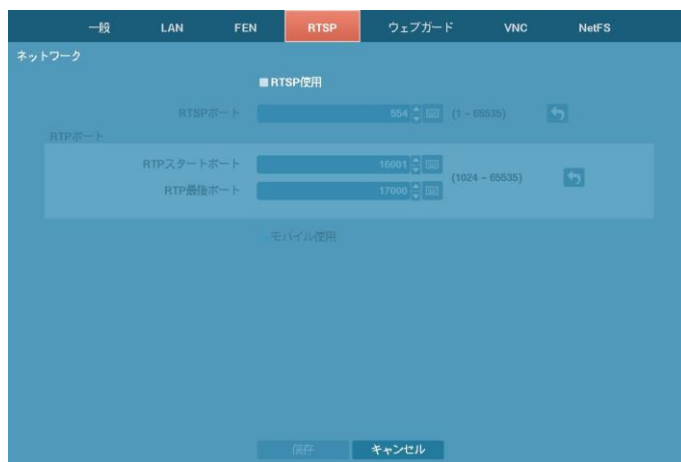 一般 LAN FEN RTSP ウェブガード VNC NetFS
ネットワーク
RTSP使用
RTSPポート 554 (1 ~ 65535)
RTPポート
RTPスタートポート 16001
(1024 ~ 65535)
RTP最後ポート 17000
モバイル使用
保存 キャンセル